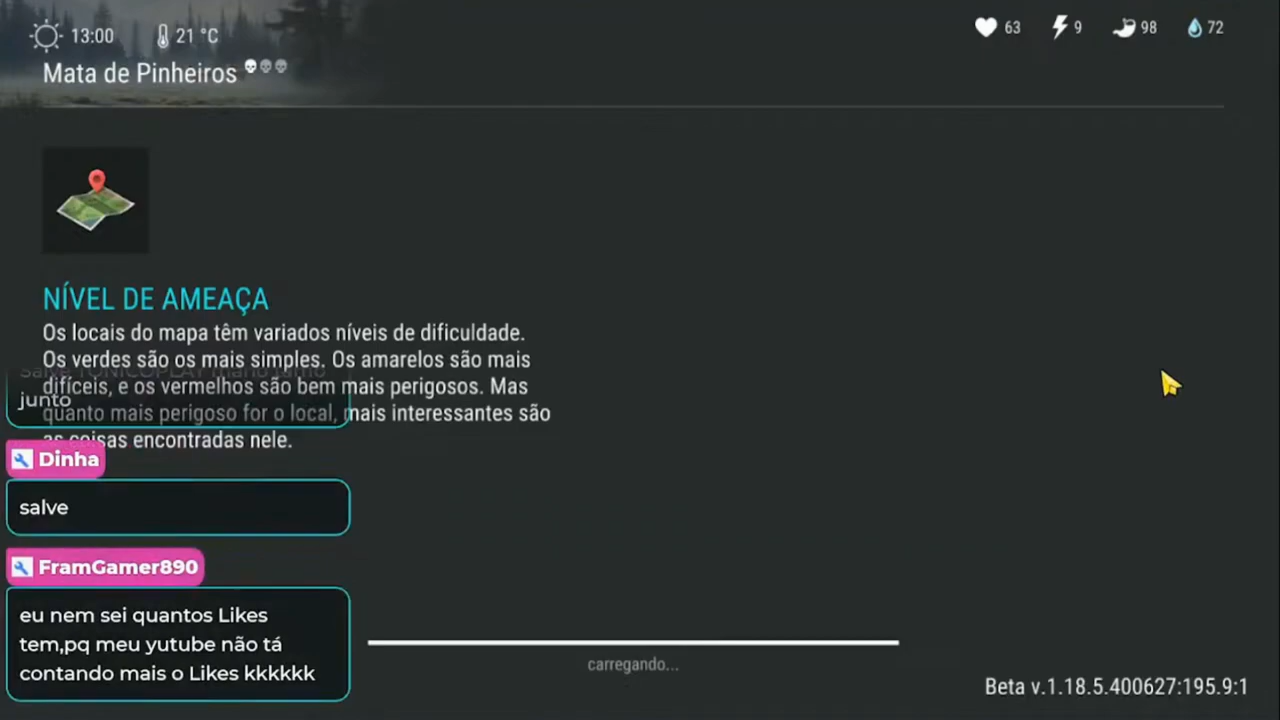 13:00 21 °C
63 9 98 72
Mata de Pinheiros
NÍVEL DE AMEAÇA
Os locais do mapa têm variados níveis de dificuldade.
Os verdes são os mais simples. Os amarelos são mais
difíceis, e os vermelhos são bem mais perigosos. Mas
quanto mais perigoso for o local, mais interessantes são
as coisas encontradas nele.
junto
Dinha
salve
FramGamer890
eu nem sei quantos Likes
tem,pq meu yutube não tá
contando mais o Likes kkkkkk
carregando...
Beta v.1.18.5.400627:195.9:1